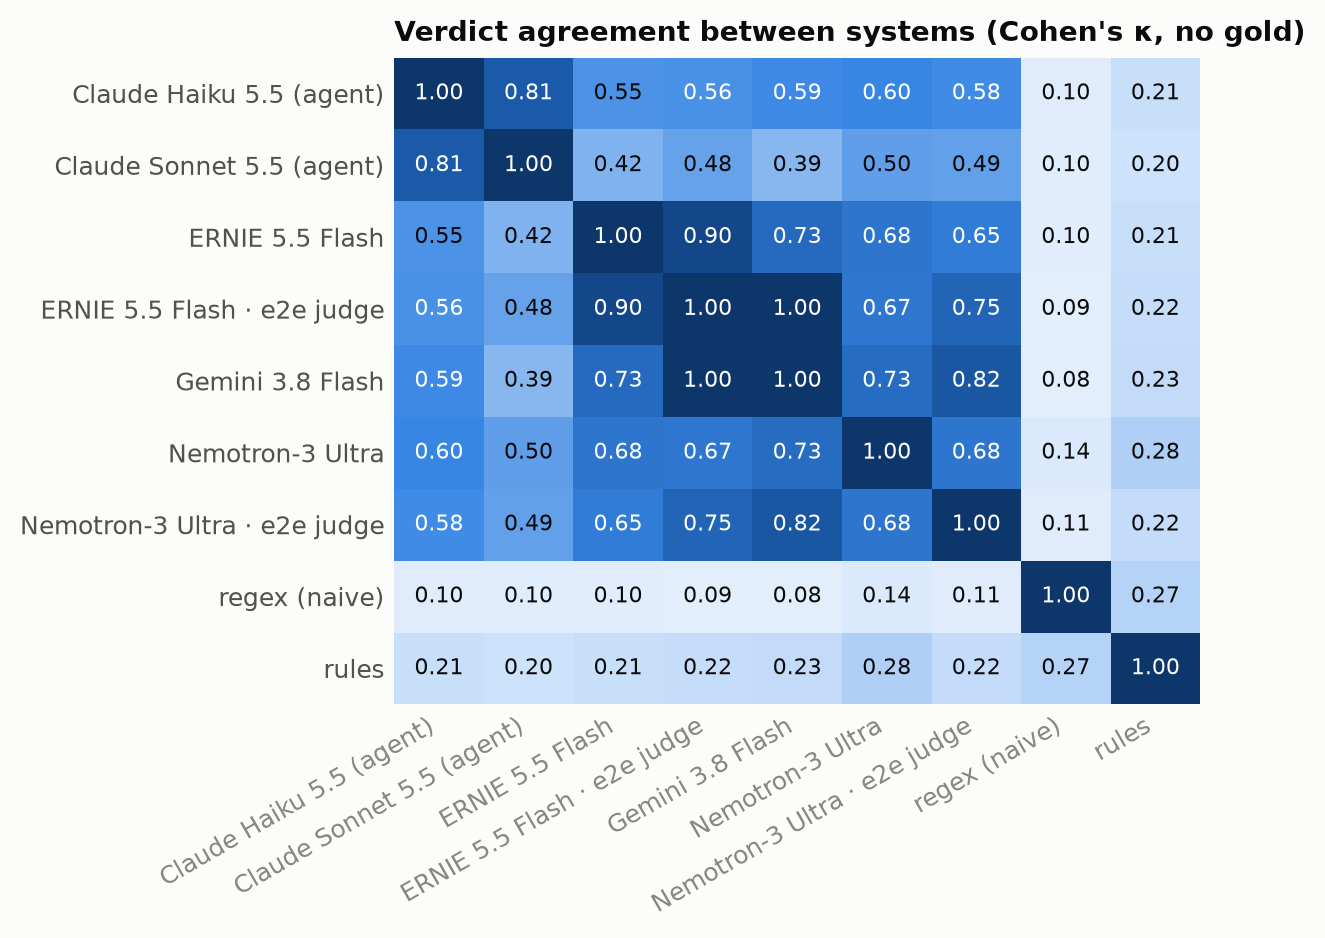 Verdict agreement between systems (Cohen's κ, no gold)
Claude Haiku 5.5 (agent) 1.00 0.81 0.55 0.56 0.59 0.60 0.58 0.10 0.21
Claude Sonnet 5.5 (agent) 0.81 1.00 0.42 0.48 0.39 0.50 0.49 0.10 0.20
ERNIE 5.5 Flash 0.55 0.42 1.00 0.90 0.73 0.68 0.65 0.10 0.21
ERNIE 5.5 Flash · e2e judge 0.56 0.48 0.90 1.00 1.00 0.67 0.75 0.09 0.22
Gemini 3.8 Flash 0.59 0.39 0.73 1.00 1.00 0.73 0.82 0.08 0.23
Nemotron-3 Ultra 0.60 0.50 0.68 0.67 0.73 1.00 0.68 0.14 0.28
Nemotron-3 Ultra · e2e judge 0.58 0.49 0.65 0.75 0.82 0.68 1.00 0.11 0.22
regex (naive) 0.10 0.10 0.10 0.09 0.08 0.14 0.11 1.00 0.27
rules 0.21 0.20 0.21 0.22 0.23 0.28 0.22 0.27 1.00
Claude Haiku 5.5 (agent)
Claude Sonnet 5.5 (agent)
ERNIE 5.5 Flash
ERNIE 5.5 Flash · e2e judge
Gemini 3.8 Flash
Nemotron-3 Ultra
Nemotron-3 Ultra · e2e judge
regex (naive)
rules